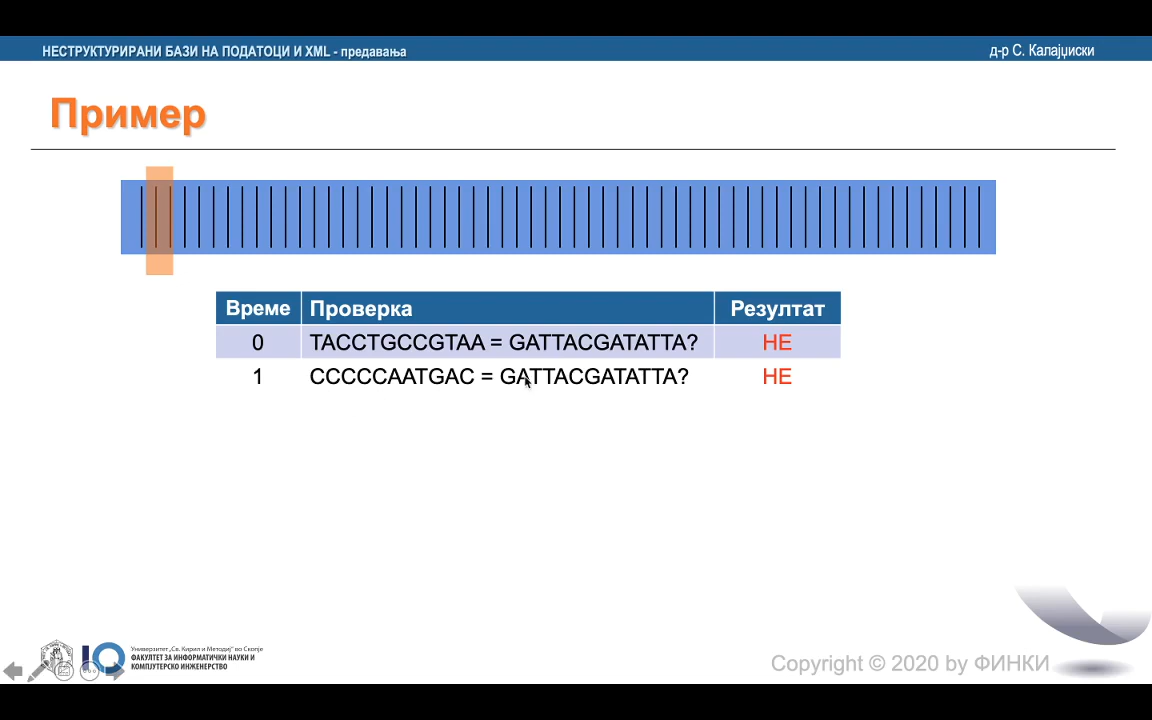 НЕСТРУКТУРИРАНИ БАЗИ НА ПОДАТОЦИ И XML - предавања
д-р С. Калајџиски
Пример
Време Проверка Резултат
0 TACCTGCCGTAA = GATTACGATATTA? НЕ
1 CCCCCAATGAC = GATTACGATATTA? НЕ
Универзитет „Св. Кирил и Методиј“ во Скопје
ФАКУЛТЕТ ЗА ИНФОРМАТИЧКИ НАУКИ И
КОМПЈУТЕРСКО ИНЖЕНЕРСТВО
Copyright © 2020 by ФИНКИ